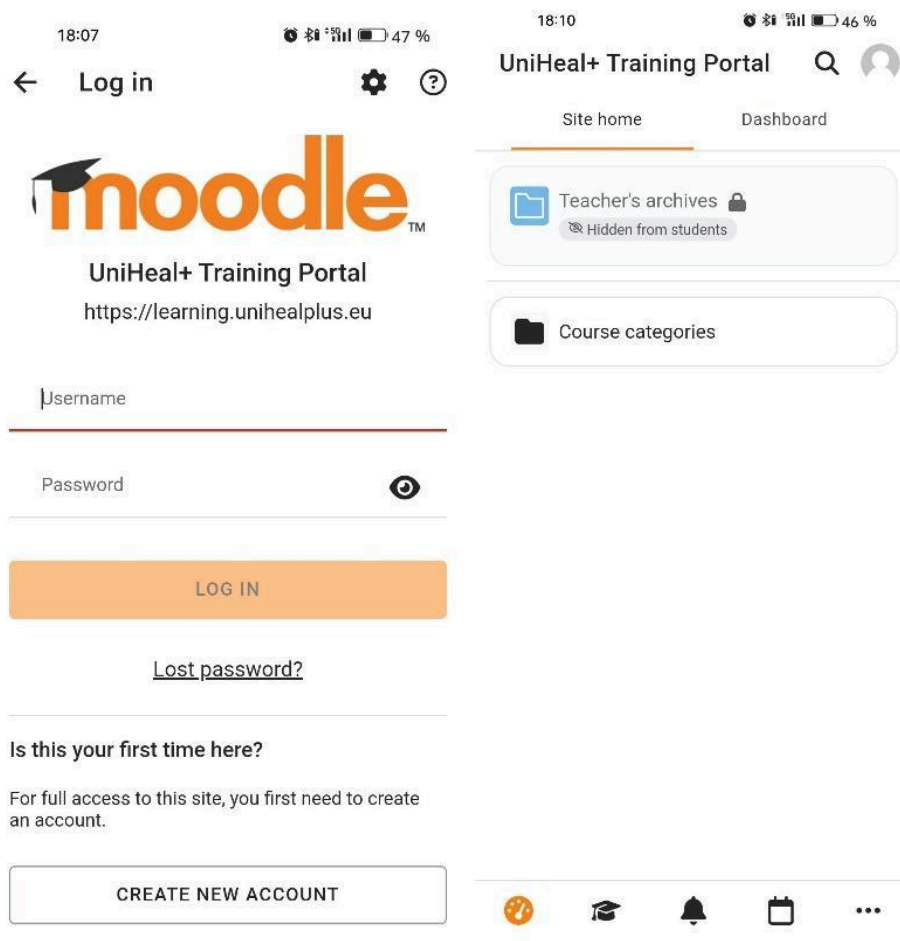 18:07
5G 47 %
Log in
moodle
TM
UniHeal+ Training Portal
https://learning.unihealplus.eu
Username
Password
LOG IN
Lost password?
Is this your first time here?
For full access to this site, you first need to create
an account.
CREATE NEW ACCOUNT
18:10
5G 46 %
UniHeal+ Training Portal
Site home
Dashboard
Teacher's archives
Hidden from students
Course categories